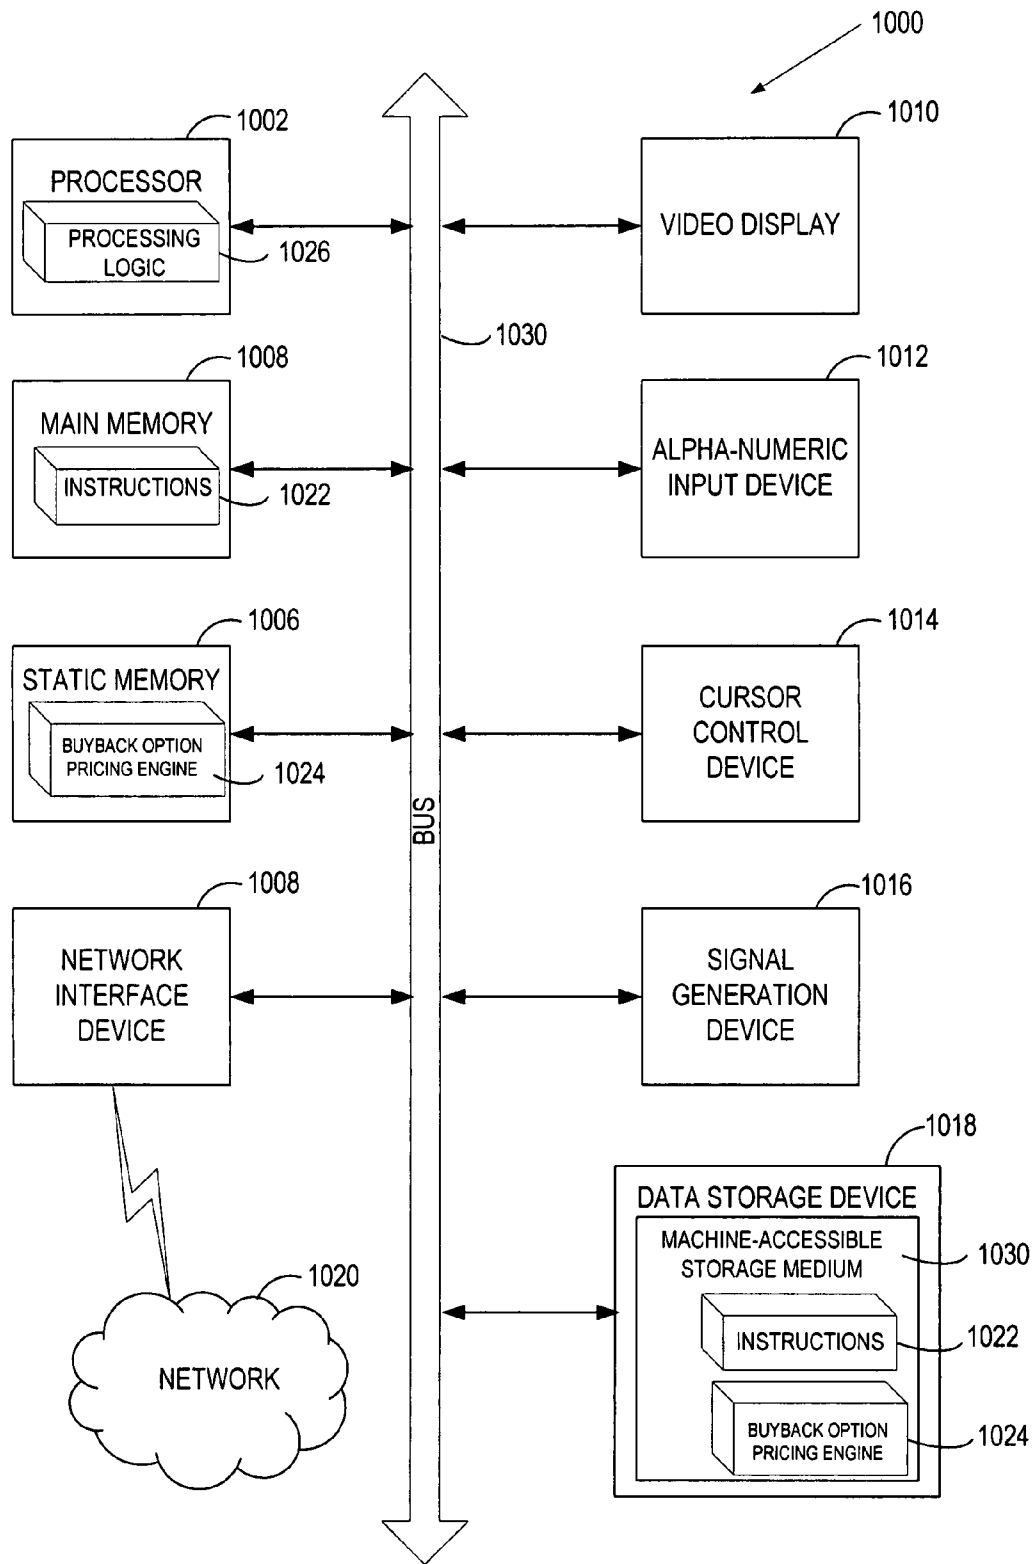 1000
1002
PROCESSOR
PROCESSING
LOGIC
1026
1010
VIDEO DISPLAY
1030
1008
MAIN MEMORY
INSTRUCTIONS
1022
1012
ALPHA-NUMERIC
INPUT DEVICE
1006
STATIC MEMORY
BUYBACK OPTION
PRICING ENGINE
1024
1014
CURSOR
CONTROL
DEVICE
BUS
1008
NETWORK
INTERFACE
DEVICE
1016
SIGNAL
GENERATION
DEVICE
1018
DATA STORAGE DEVICE
MACHINE-ACCESSIBLE
STORAGE MEDIUM
1030
INSTRUCTIONS
1022
BUYBACK OPTION
PRICING ENGINE
1024
1020
NETWORK